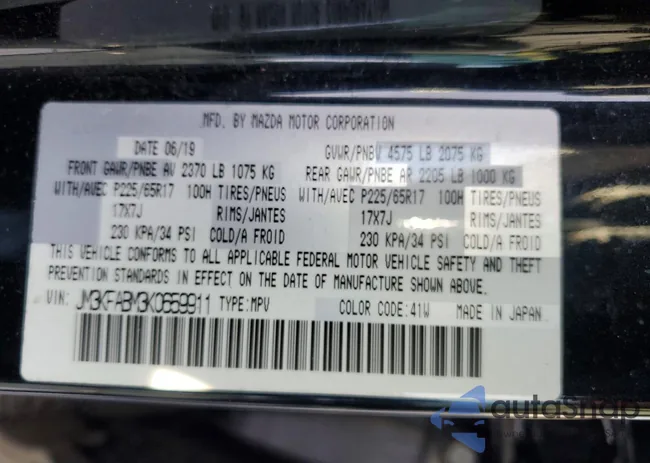 MFD. BY MAZDA MOTOR CORPORATION
DATE 06/19 GVWR/PNBV 4575 LB 2075 KG
FRONT GAWR/PNBE AV 2370 LB 1075 KG REAR GAWR/PNBE AR 2205 LB 1000 KG
WITH/AVEC P225/65R17 100H TIRES/PNEUS WITH/AVEC P225/65R17 100H TIRES/PNEUS
17X7J RIMS/JANTES 17X7J RIMS/JANTES
230 KPA/34 PSI COLD/A FROID 230 KPA/34 PSI COLD/A FROID
THIS VEHICLE CONFORMS TO ALL APPLICABLE FEDERAL MOTOR VEHICLE SAFETY AND THEFT
PREVENTION STANDARDS IN EFFECT ON THE DATE OF MANUFACTURE SHOWN ABOVE.
VIN: JM3KFABM3K0659911 TYPE:MPV COLOR CODE:41W MADE IN JAPAN.
autoSnap